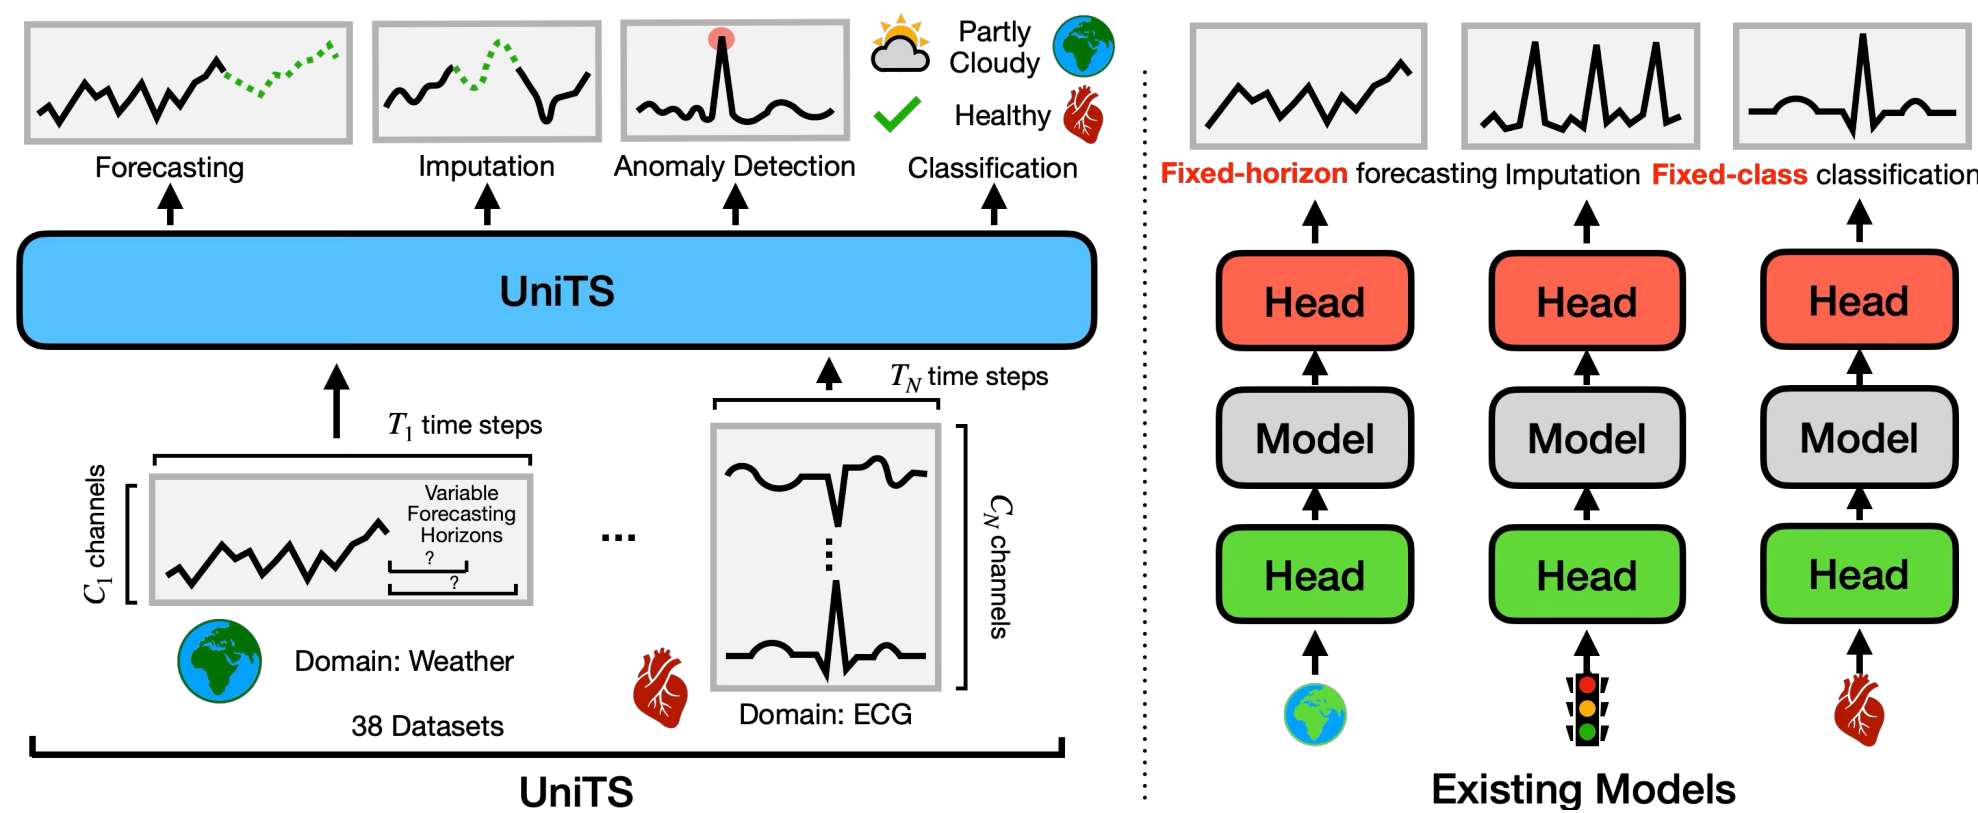 Partly
Cloudy
Healthy
Forecasting
Imputation
Anomaly Detection
Classification
UniTS
T_1 time steps
T_N time steps
C_1 channels
Variable
Forecasting
Horizons
?
?
...
C_N channels
Domain: Weather
Domain: ECG
38 Datasets
UniTS
Fixed-horizon forecasting
Imputation
Fixed-class classification
Head
Head
Head
Model
Model
Model
Head
Head
Head
Existing Models